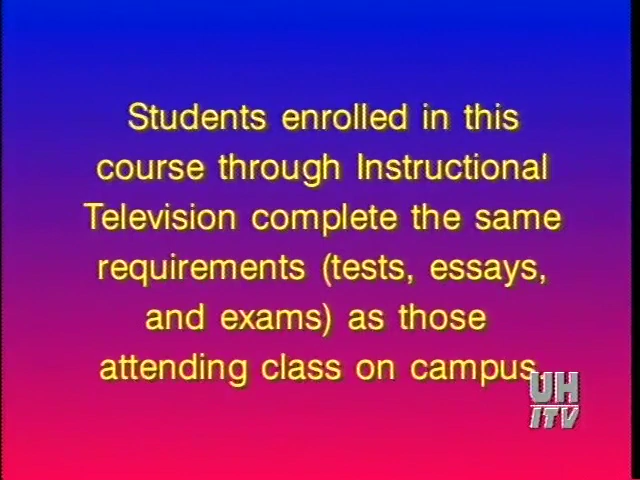 Students enrolled in this
course through Instructional
Television complete the same
requirements (tests, essays,
and exams) as those
attending class on campus.
UH
ITV